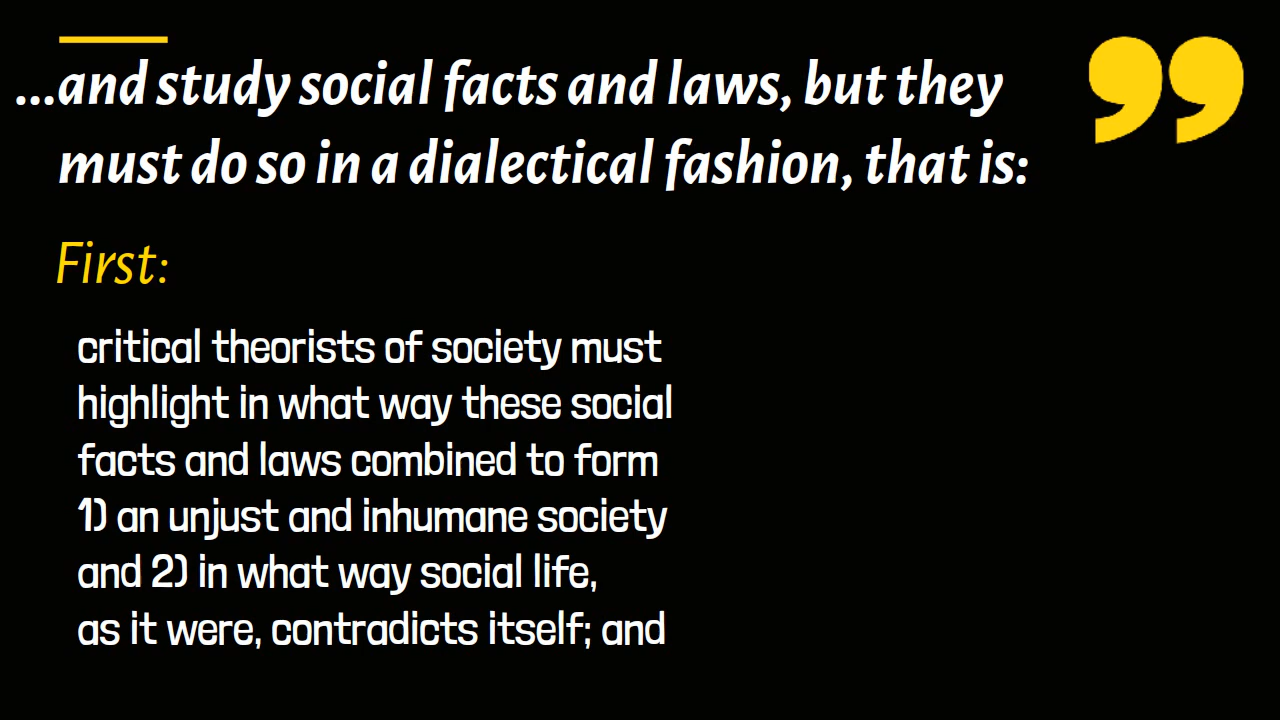 ...and study social facts and laws, but they
must do so in a dialectical fashion, that is:
First:
critical theorists of society must
highlight in what way these social
facts and laws combined to form
1) an unjust and inhumane society
and 2) in what way social life,
as it were, contradicts itself; and